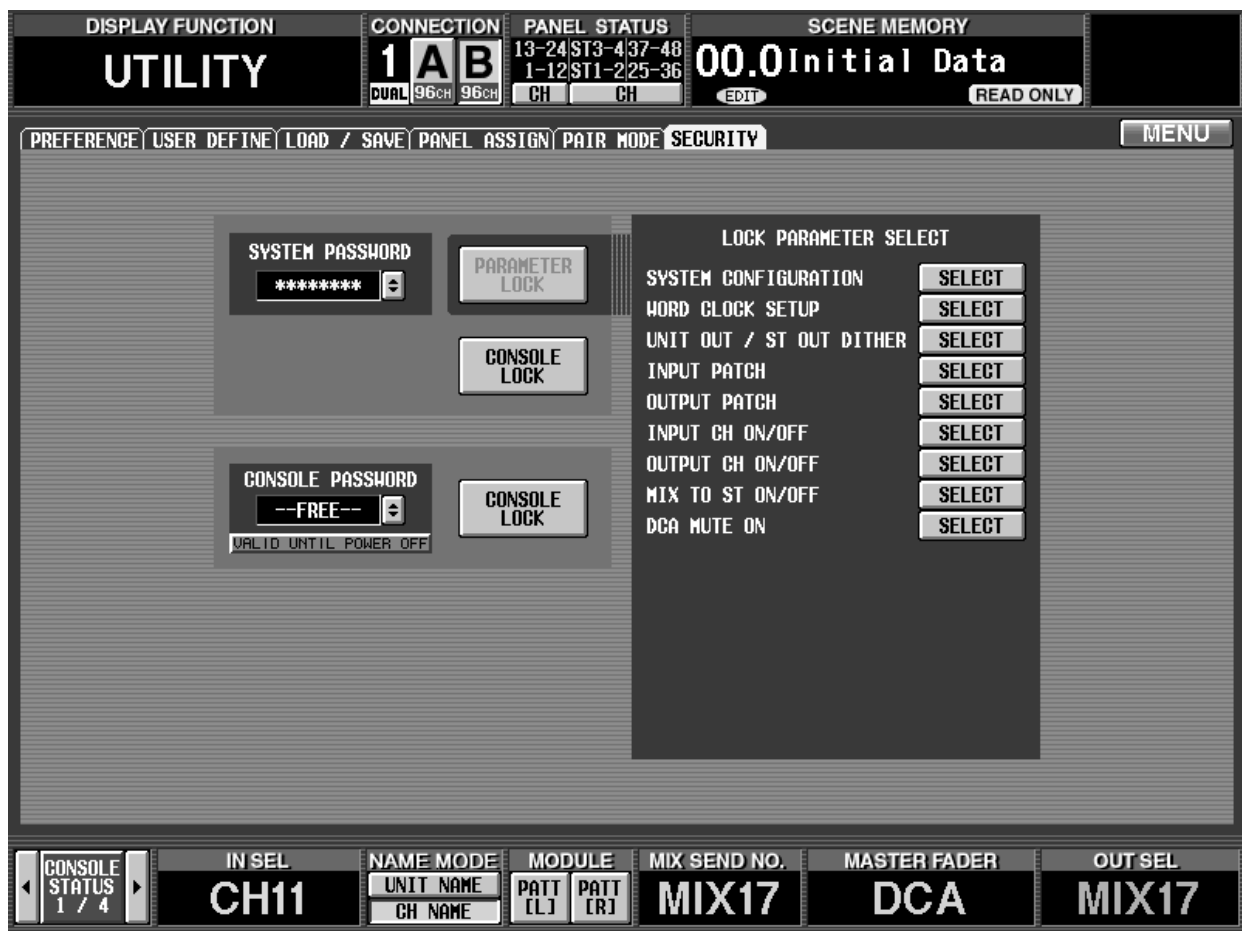 DISPLAY FUNCTION
UTILITY
CONNECTION
1 A B
DUAL 96CH 96CH
PANEL STATUS
13-24 ST3-4 37-48
1-12 ST1-2 25-36
CH CH
SCENE MEMORY
00.0 Initial Data
EDIT READ ONLY
PREFERENCE USER DEFINE LOAD / SAVE PANEL ASSIGN PAIR MODE SECURITY
MENU
SYSTEM PASSWORD
********
PARAMETER
LOCK
CONSOLE
LOCK
CONSOLE PASSWORD
--FREE--
VALID UNTIL POWER OFF
CONSOLE
LOCK
LOCK PARAMETER SELECT
SYSTEM CONFIGURATION SELECT
WORD CLOCK SETUP SELECT
UNIT OUT / ST OUT DITHER SELECT
INPUT PATCH SELECT
OUTPUT PATCH SELECT
INPUT CH ON/OFF SELECT
OUTPUT CH ON/OFF SELECT
MIX TO ST ON/OFF SELECT
DCA MUTE ON SELECT
CONSOLE
STATUS
1 / 4
IN SEL
CH11
NAME MODE
UNIT NAME
CH NAME
MODULE
PATT PATT
[L] [R]
MIX SEND NO.
MIX17
MASTER FADER
DCA
OUT SEL
MIX17